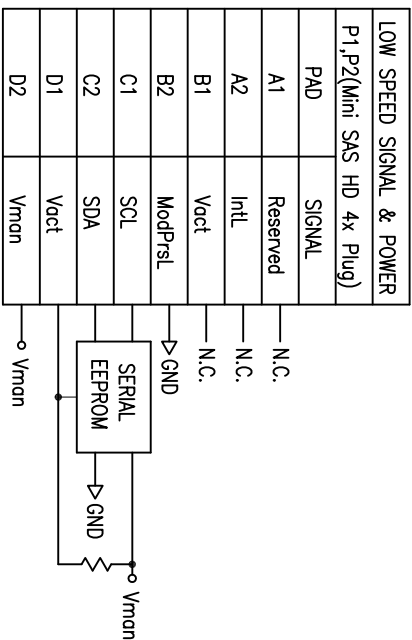 LOW SPEED SIGNAL & POWER
P1,P2(Mini SAS HD 4x Plug)
PAD SIGNAL
A1 Reserved N.C.
A2 IntL N.C.
B1 Vact N.C.
B2 ModPrsL GND
C1 SCL
C2 SDA
D1 Vact
D2 Vman Vman
SERIAL
EEPROM
GND
Vman